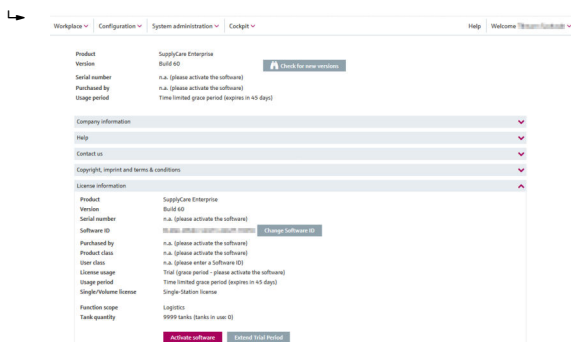 Workplace Configuration System administration Cockpit Help Welcome
Product SupplyCare Enterprise
Version Build 60 Check for new versions
Serial number n.a. (please activate the software)
Purchased by n.a. (please activate the software)
Usage period Time limited grace period (expires in 45 days)
Company information
Help
Contact us
Copyright, imprint and terms & conditions
License information
Product SupplyCare Enterprise
Version Build 60
Serial number n.a. (please activate the software)
Software ID Change Software ID
Purchased by n.a. (please activate the software)
Product class n.a. (please activate the software)
User class n.a. (please enter a Software ID)
License usage Trial (grace period - please activate the software)
Usage period Time limited grace period (expires in 45 days)
Single/Volume license Single-Station license
Function scope Logistics
Tank quantity 9999 tanks (tanks in use: 0)
Activate software Extend Trial Period